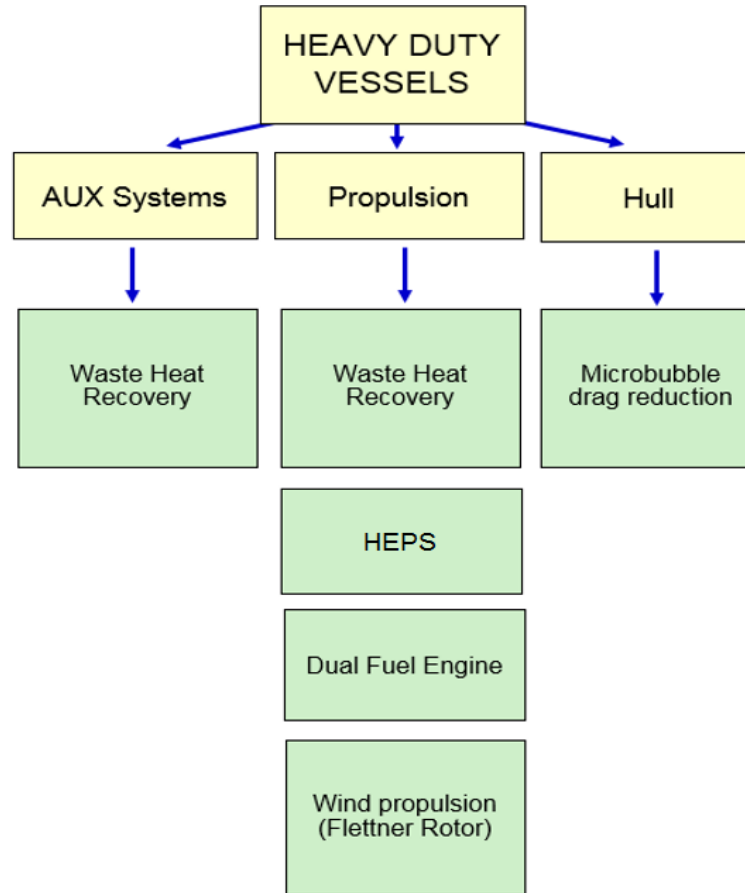 HEAVY DUTY
VESSELS
AUX Systems
Propulsion
Hull
Waste Heat
Recovery
Waste Heat
Recovery
Microbubble
drag reduction
HEPS
Dual Fuel Engine
Wind propulsion
(Flettner Rotor)